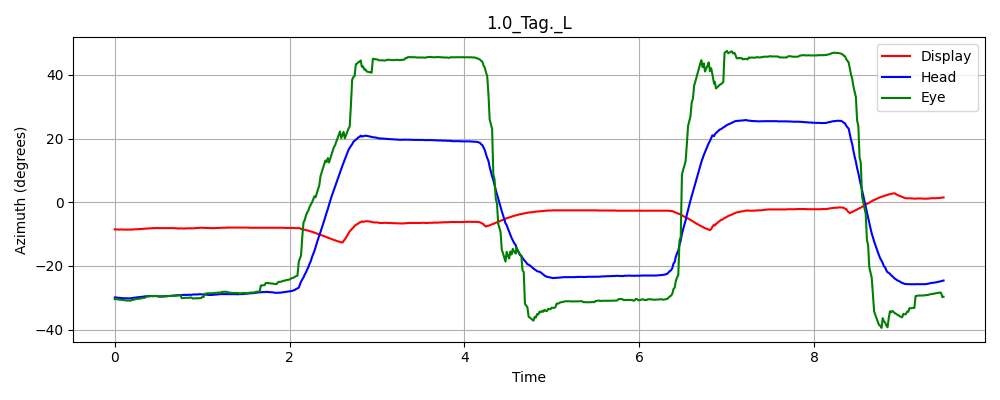 1.0_Tag._L
Azimuth (degrees)
40
20
0
−20
−40
0 2 4 6 8
Time
Display
Head
Eye